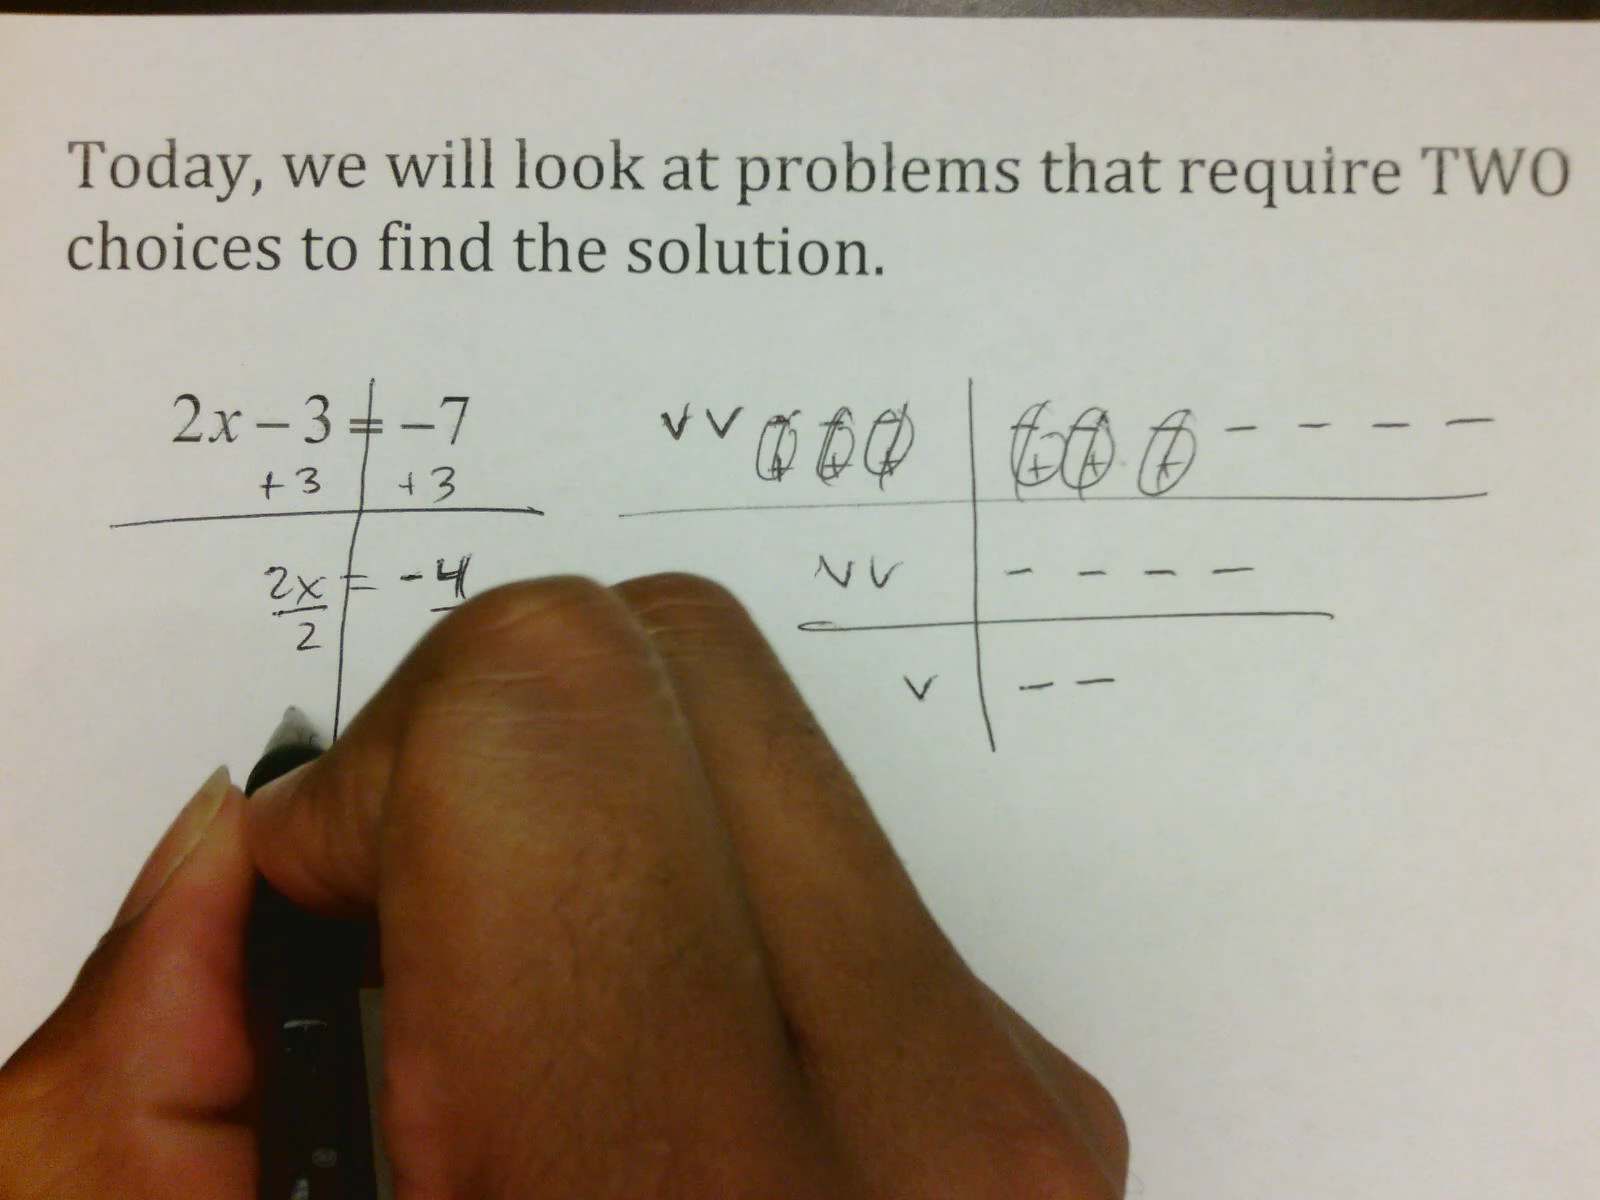 Today, we will look at problems that require TWO
choices to find the solution.
2x – 3 = –7
+3 +3
2x = -4
2
V V + + + + + + – – – –
V V – – – –
V – –